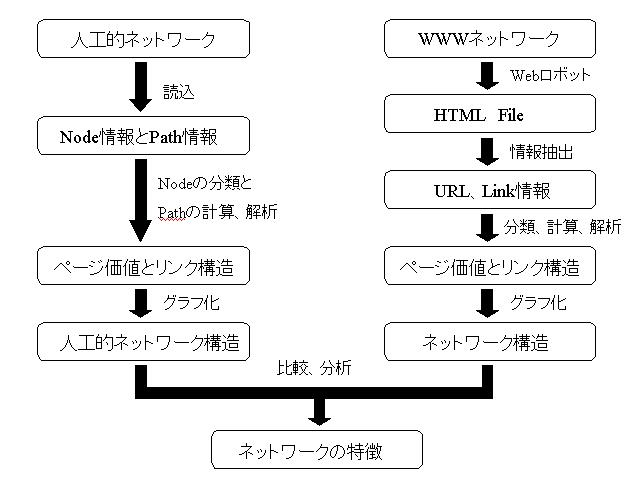 人工的ネットワーク
読込
Node情報とPath情報
Nodeの分類と
Pathの計算、解析
ページ価値とリンク構造
グラフ化
人工的ネットワーク構造
WWWネットワーク
Webロボット
HTML File
情報抽出
URL、Link情報
分類、計算、解析
ページ価値とリンク構造
グラフ化
ネットワーク構造
比較、分析
ネットワークの特徴